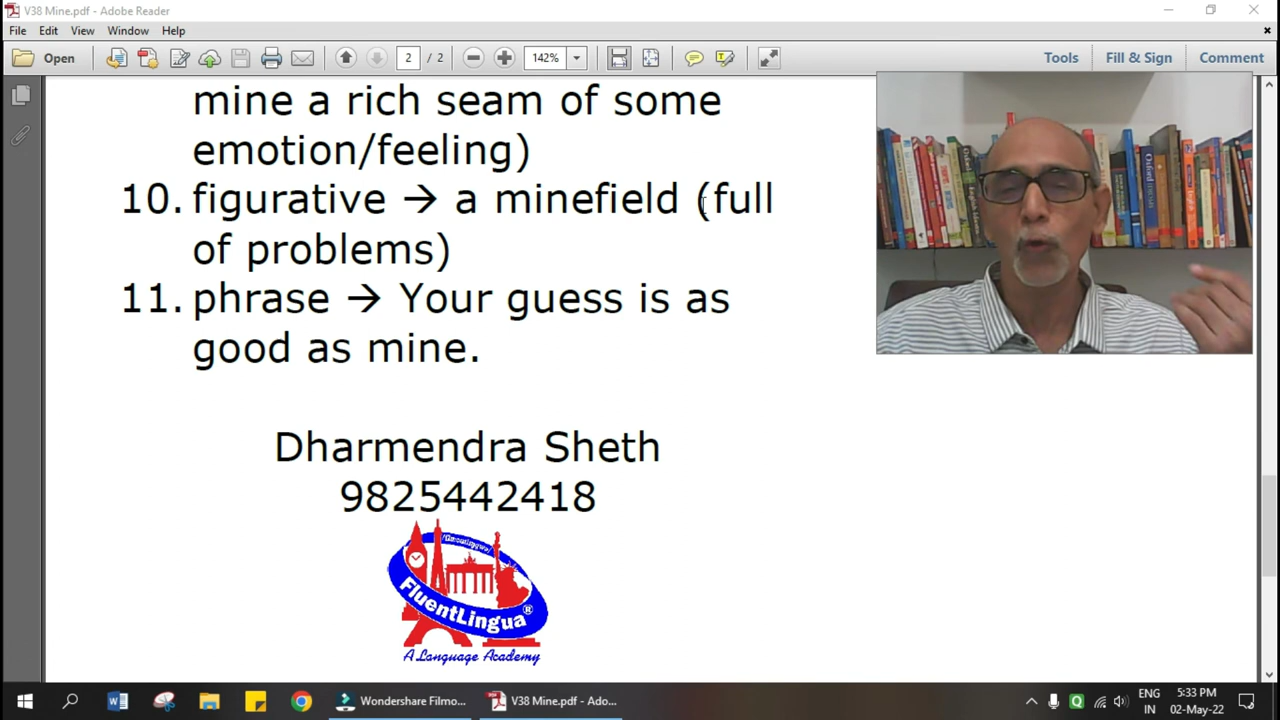 V38 Mine.pdf - Adobe Reader
File Edit View Window Help
Open 2 / 2 142% Tools Fill & Sign Comment
mine a rich seam of some
emotion/feeling)
10. figurative → a minefield (full
of problems)
11. phrase → Your guess is as
good as mine.
Dharmendra Sheth
9825442418
FluentLingua®
A Language Academy
Wondershare Filmo...
V38 Mine.pdf - Ado...
ENG
IN
5:33 PM
02-May-22